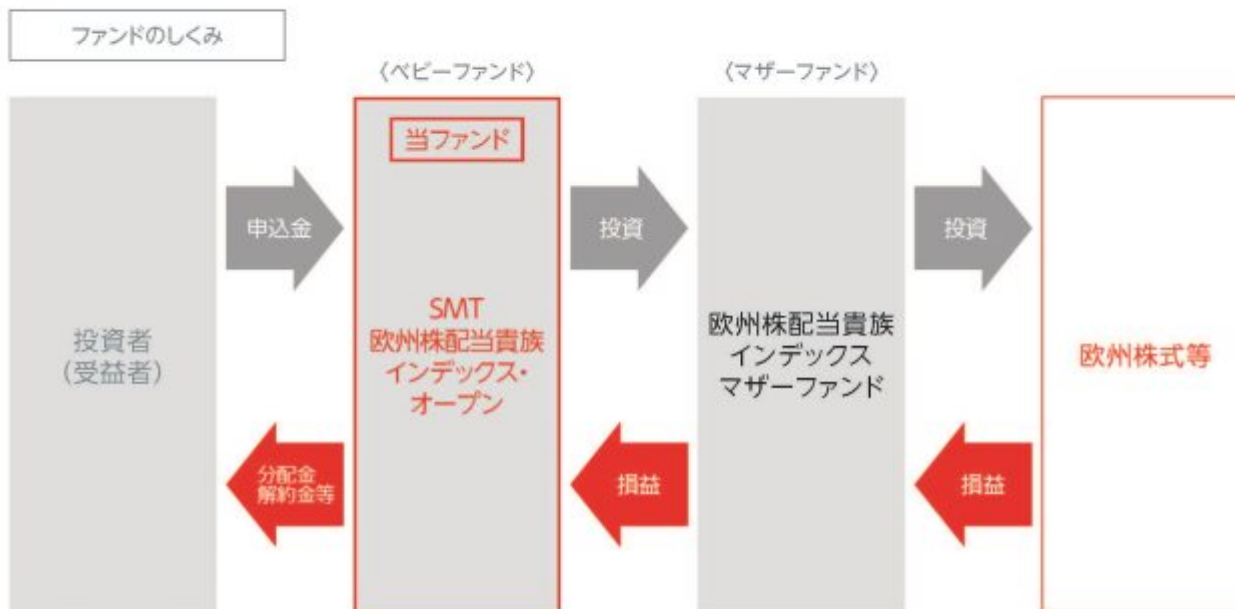 ファンドのしくみ
〈ベビーファンド〉
〈マザーファンド〉
当ファンド
申込金
投資
投資
投資者
(受益者)
SMT
欧州株配当貴族
インデックス・
オープン
欧州株配当貴族
インデックス
マザーファンド
欧州株式等
分配金
解約金等
損益
損益